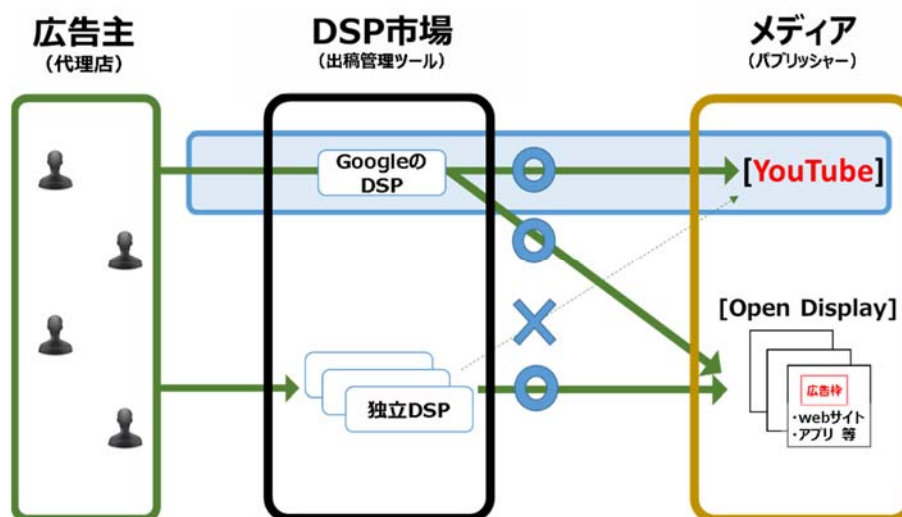 広告主
（代理店）
DSP市場
（出稿管理ツール）
メディア
（パブリッシャー）
Googleの
DSP
[YouTube]
[Open Display]
独立DSP
広告枠
・webサイト
・アプリ 等